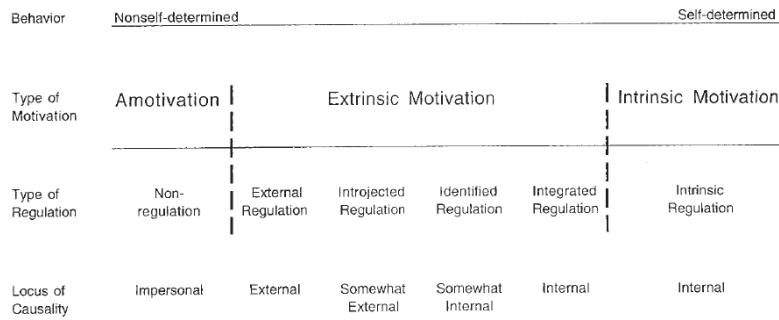 Behavior Nonself-determined Self-determined
Type of Motivation Amotivation Extrinsic Motivation Intrinsic Motivation
Type of Regulation Non-regulation External Regulation Introjected Regulation Identified Regulation Integrated Regulation Intrinsic Regulation
Locus of Causality Impersonal External Somewhat External Somewhat Internal Internal Internal